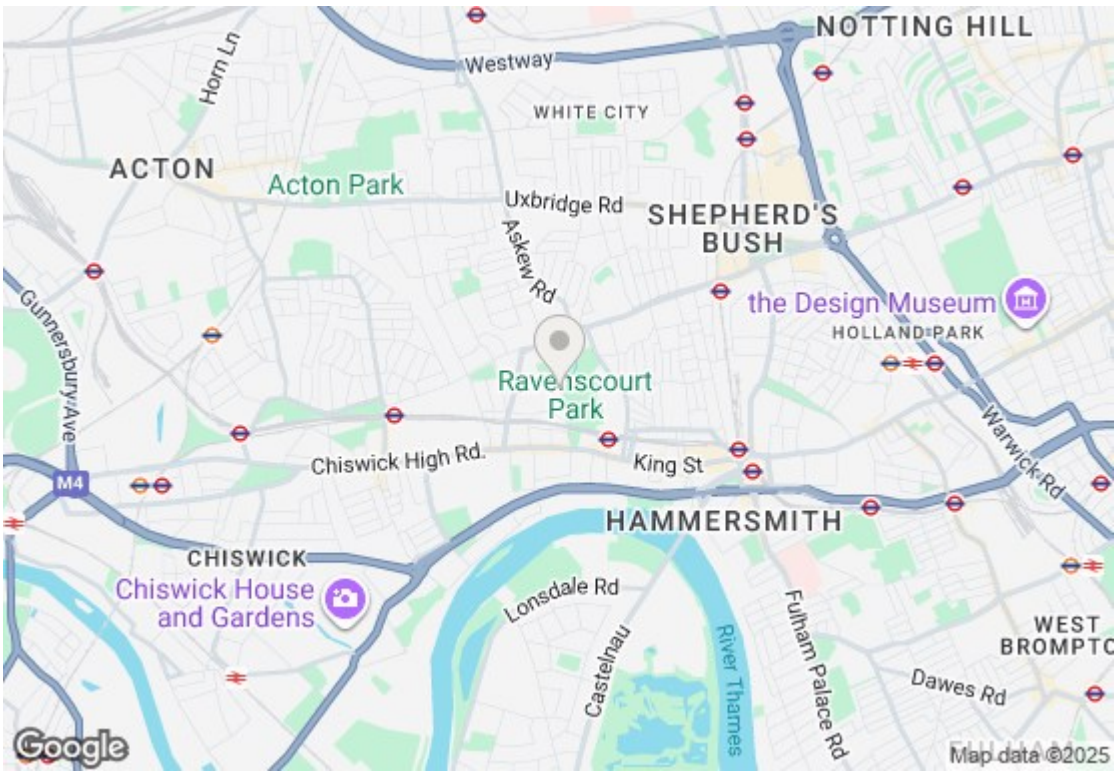 NOTTING HILL
Horn Ln
Westway
WHITE CITY
ACTON
Acton Park
Uxbridge Rd
SHEPHERD'S
BUSH
Askew Rd
the Design Museum
HOLLAND PARK
Gunnersbury Ave
Ravenscourt
Park
Warwick Rd
Chiswick High Rd.
King St
M4
HAMMERSMITH
CHISWICK
Chiswick House
and Gardens
Lonsdale Rd
Castelnau
River Thames
Fulham Palace Rd
WEST
BROMPTO
Dawes Rd
FULHAM
Google
Map data ©2025